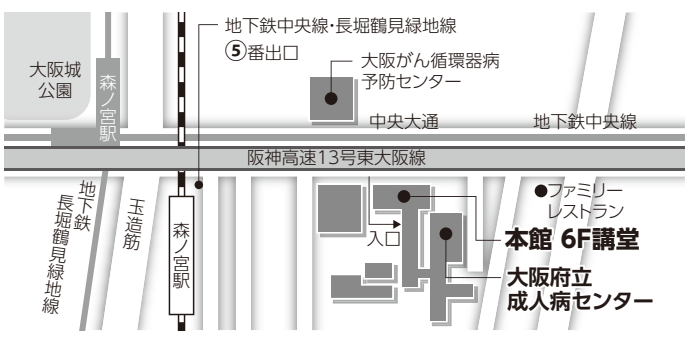 地下鉄中央線・長堀鶴見緑地線
⑤番出口
大阪城
公園
森ノ宮駅
大阪がん循環器病
予防センター
中央大通
地下鉄中央線
阪神高速13号東大阪線
地下鉄
長堀鶴見緑地線
玉造筋
森ノ宮駅
入口
●ファミリー
レストラン
本館 6F講堂
大阪府立
成人病センター